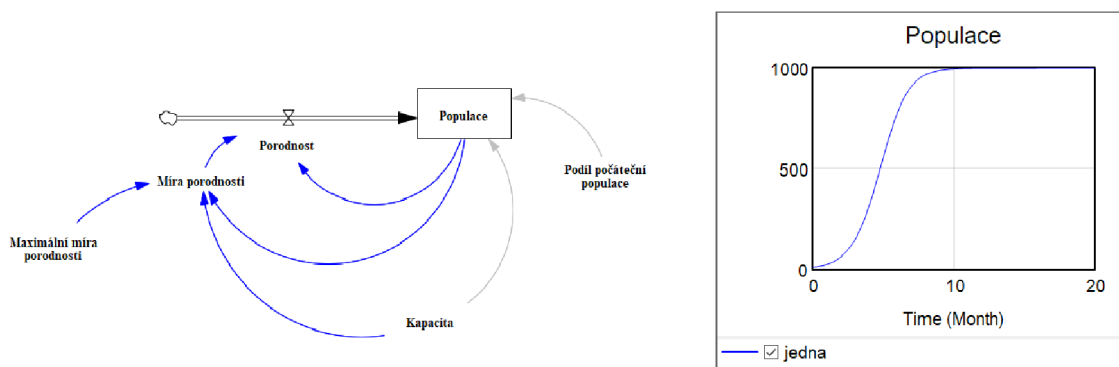 Populace
Porodnost
Míra porodnosti
Podíl počáteční
populace
Maximální míra
porodnosti
Kapacita
Populace
1000
500
0
0
10
20
Time (Month)
jedna